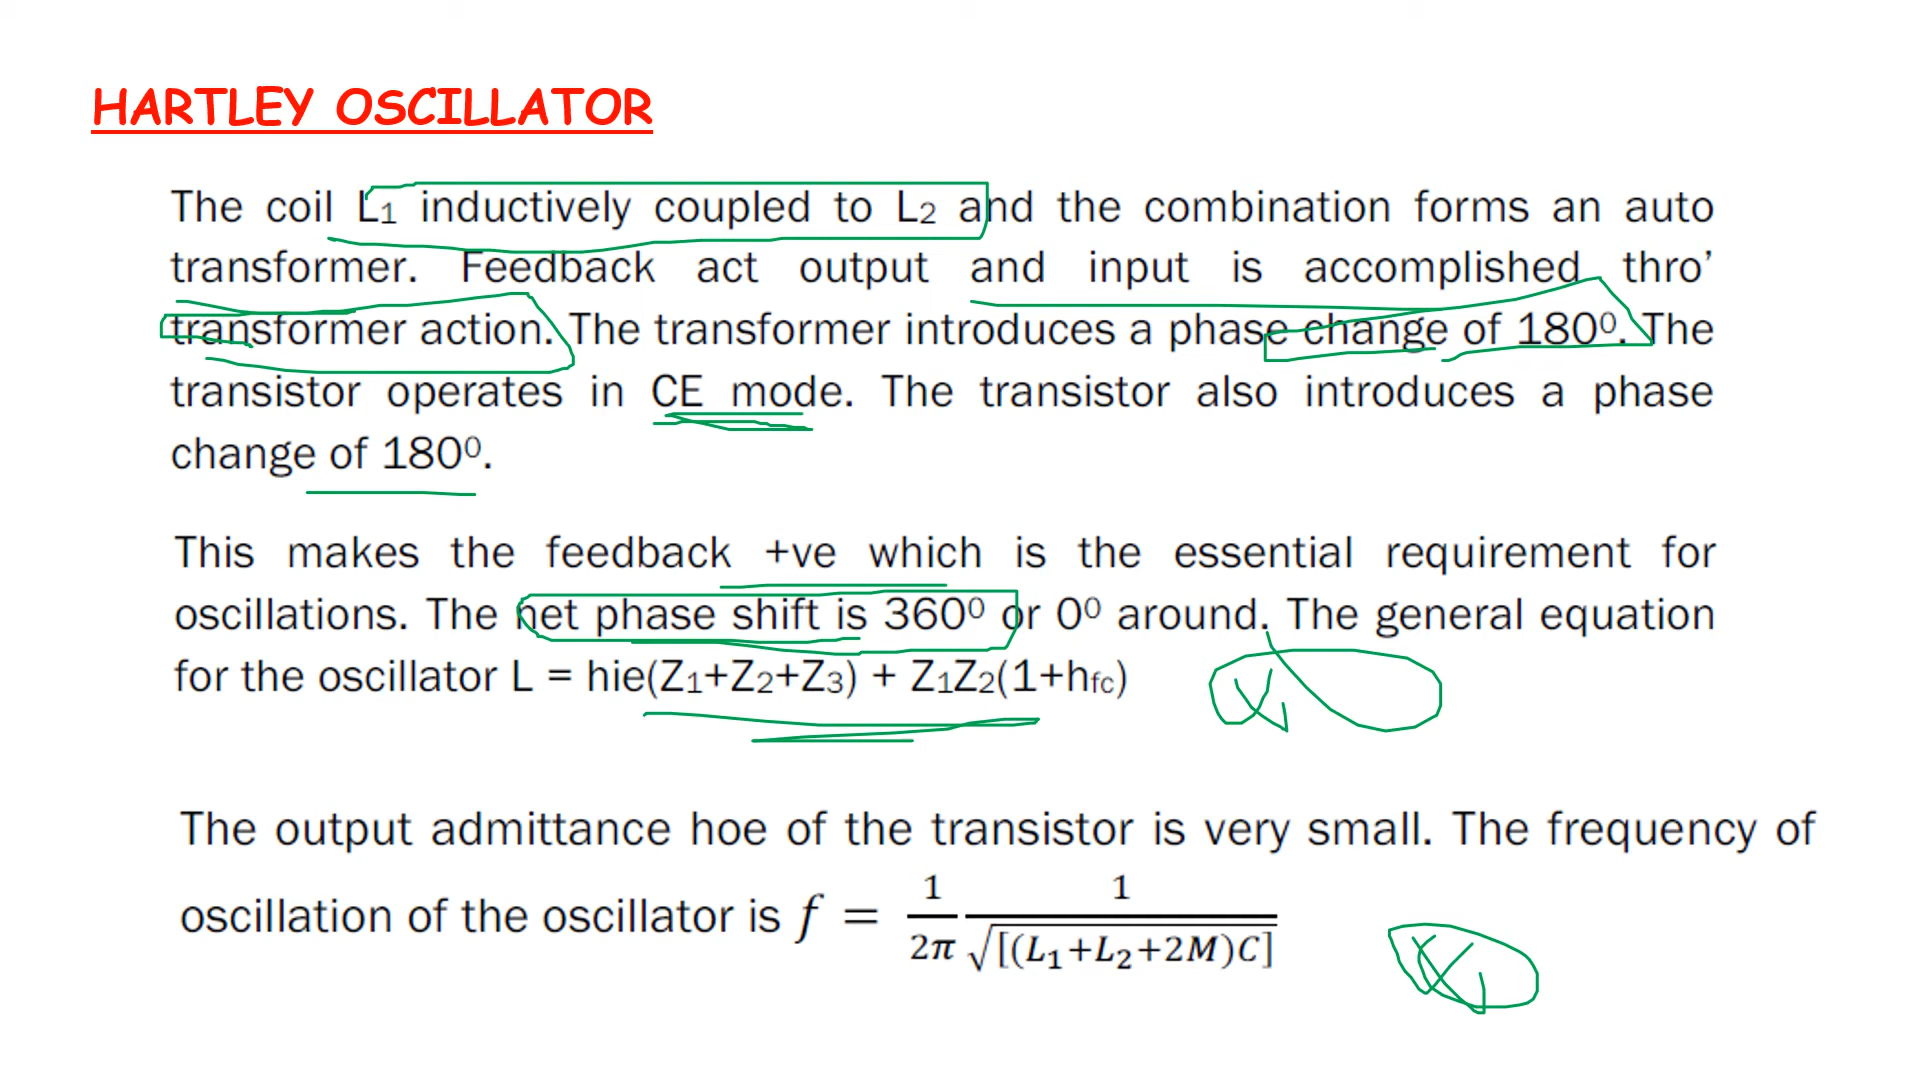 HARTLEY OSCILLATOR
The coil L₁ inductively coupled to L₂ and the combination forms an auto
transformer. Feedback act output and input is accomplished thro’
transformer action. The transformer introduces a phase change of 180⁰. The
transistor operates in CE mode. The transistor also introduces a phase
change of 180⁰.
This makes the feedback +ve which is the essential requirement for
oscillations. The net phase shift is 360⁰ or 0⁰ around. The general equation
for the oscillator L = hie(Z₁+Z₂+Z₃) + Z₁Z₂(1+h_fc)
The output admittance hoe of the transistor is very small. The frequency of
oscillation of the oscillator is f = 1/2π 1/√[(L₁+L₂+2M)C]